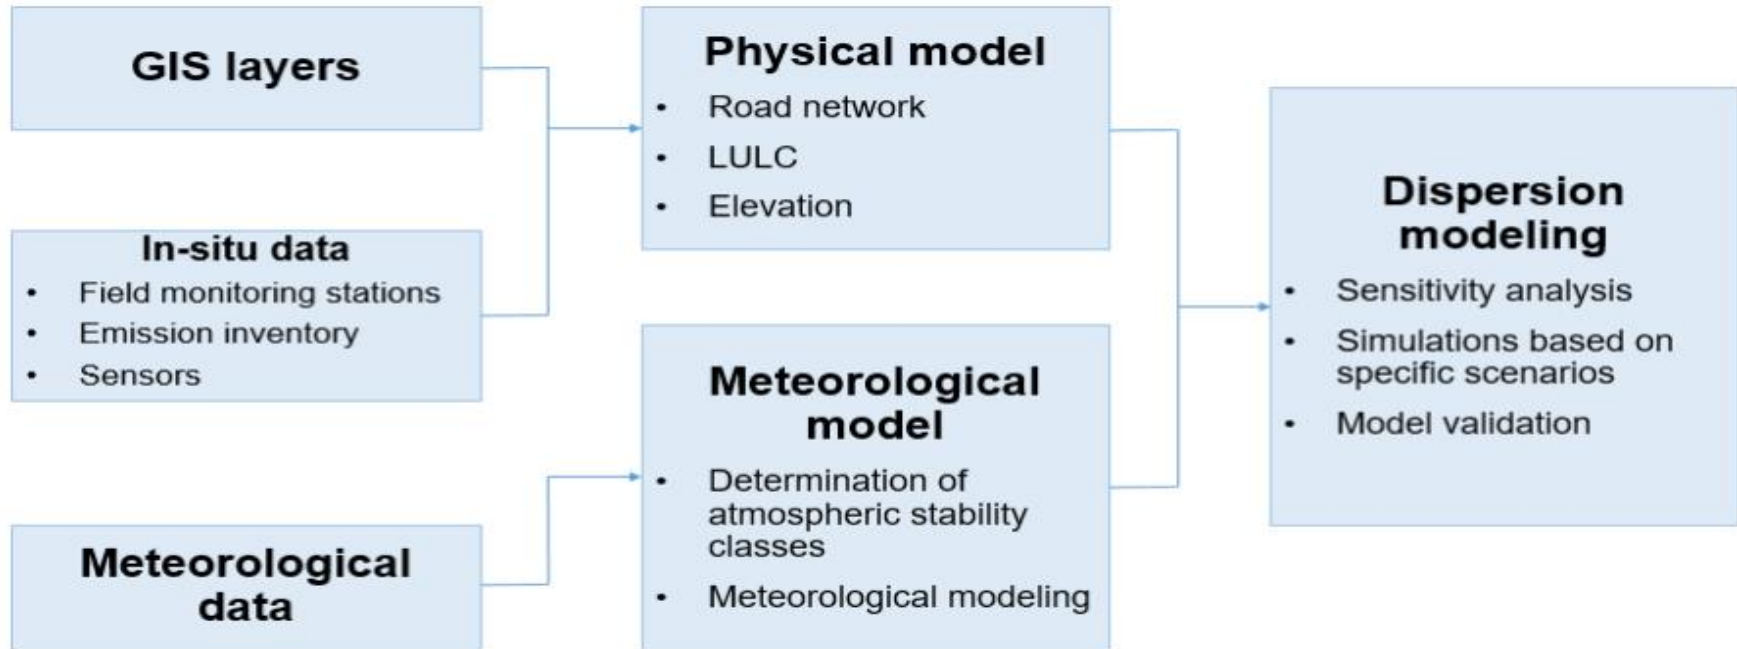 GIS layers
In-situ data
• Field monitoring stations
• Emission inventory
• Sensors
Meteorological
data
Physical model
• Road network
• LULC
• Elevation
Meteorological
model
• Determination of
atmospheric stability
classes
• Meteorological modeling
Dispersion
modeling
• Sensitivity analysis
• Simulations based on
specific scenarios
• Model validation